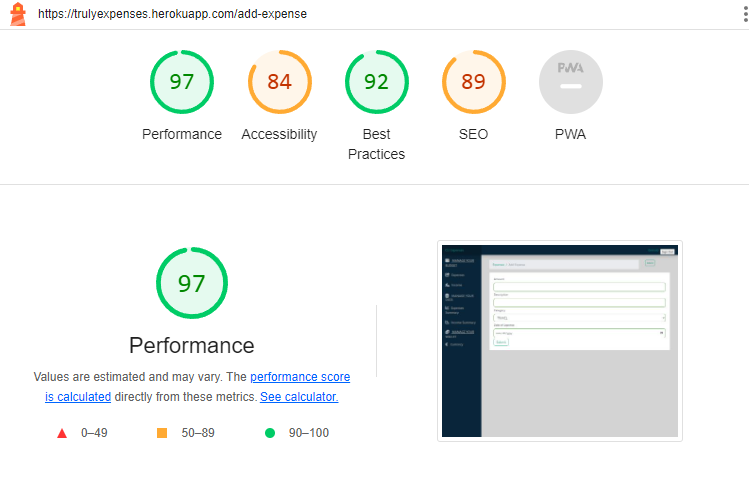 https://trulyexpenses.herokuapp.com/add-expense
97
84
92
89
PWA
Performance
Accessibility
Best
Practices
SEO
PWA
97
Performance
Values are estimated and may vary. The performance score
is calculated directly from these metrics. See calculator.
0–49
50–89
90–100